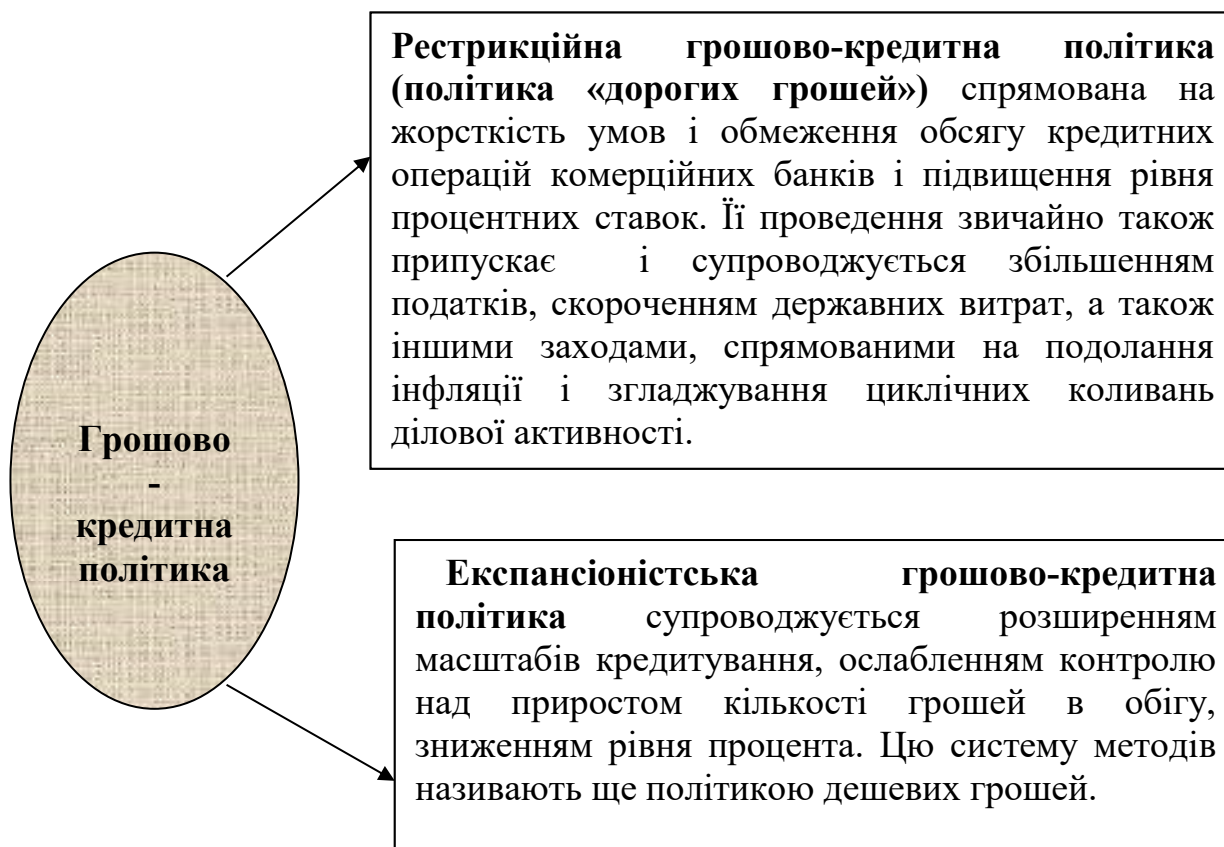 Рестрикційна грошово-кредитна політика
(політика «дорогих грошей») спрямована на
жорсткість умов і обмеження обсягу кредитних
операцій комерційних банків і підвищення рівня
процентних ставок. Її проведення звичайно також
припускає і супроводжується збільшенням
податків, скороченням державних витрат, а також
іншими заходами, спрямованими на подолання
інфляції і згладжування циклічних коливань
ділової активності.
Грошово
-
кредитна
політика
Експансіоністська грошово-кредитна
політика супроводжується розширенням
масштабів кредитування, ослабленням контролю
над приростом кількості грошей в обігу,
зниженням рівня процента. Цю систему методів
називають ще політикою дешевих грошей.